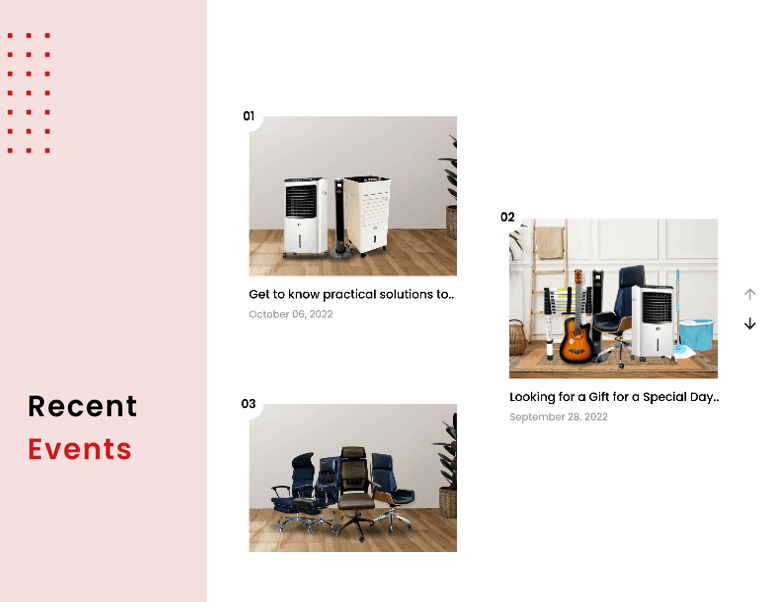 Recent
Events
01
Get to know practical solutions to..
October 06, 2022
02
Looking for a Gift for a Special Day..
September 28, 2022
03